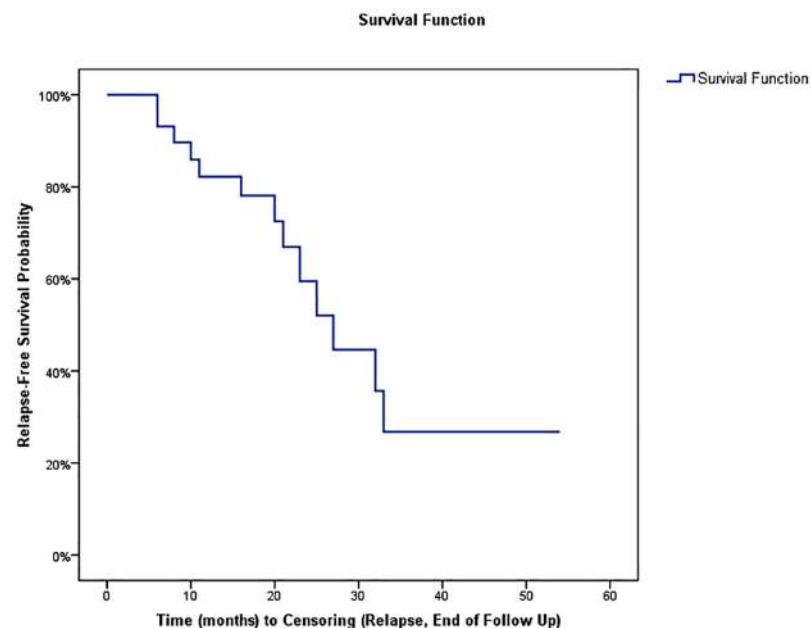 Survival Function
Survival Function
Relapse-Free Survival Probability
100%
80%
60%
40%
20%
0%
0 10 20 30 40 50 60
Time (months) to Censoring (Relapse, End of Follow Up)